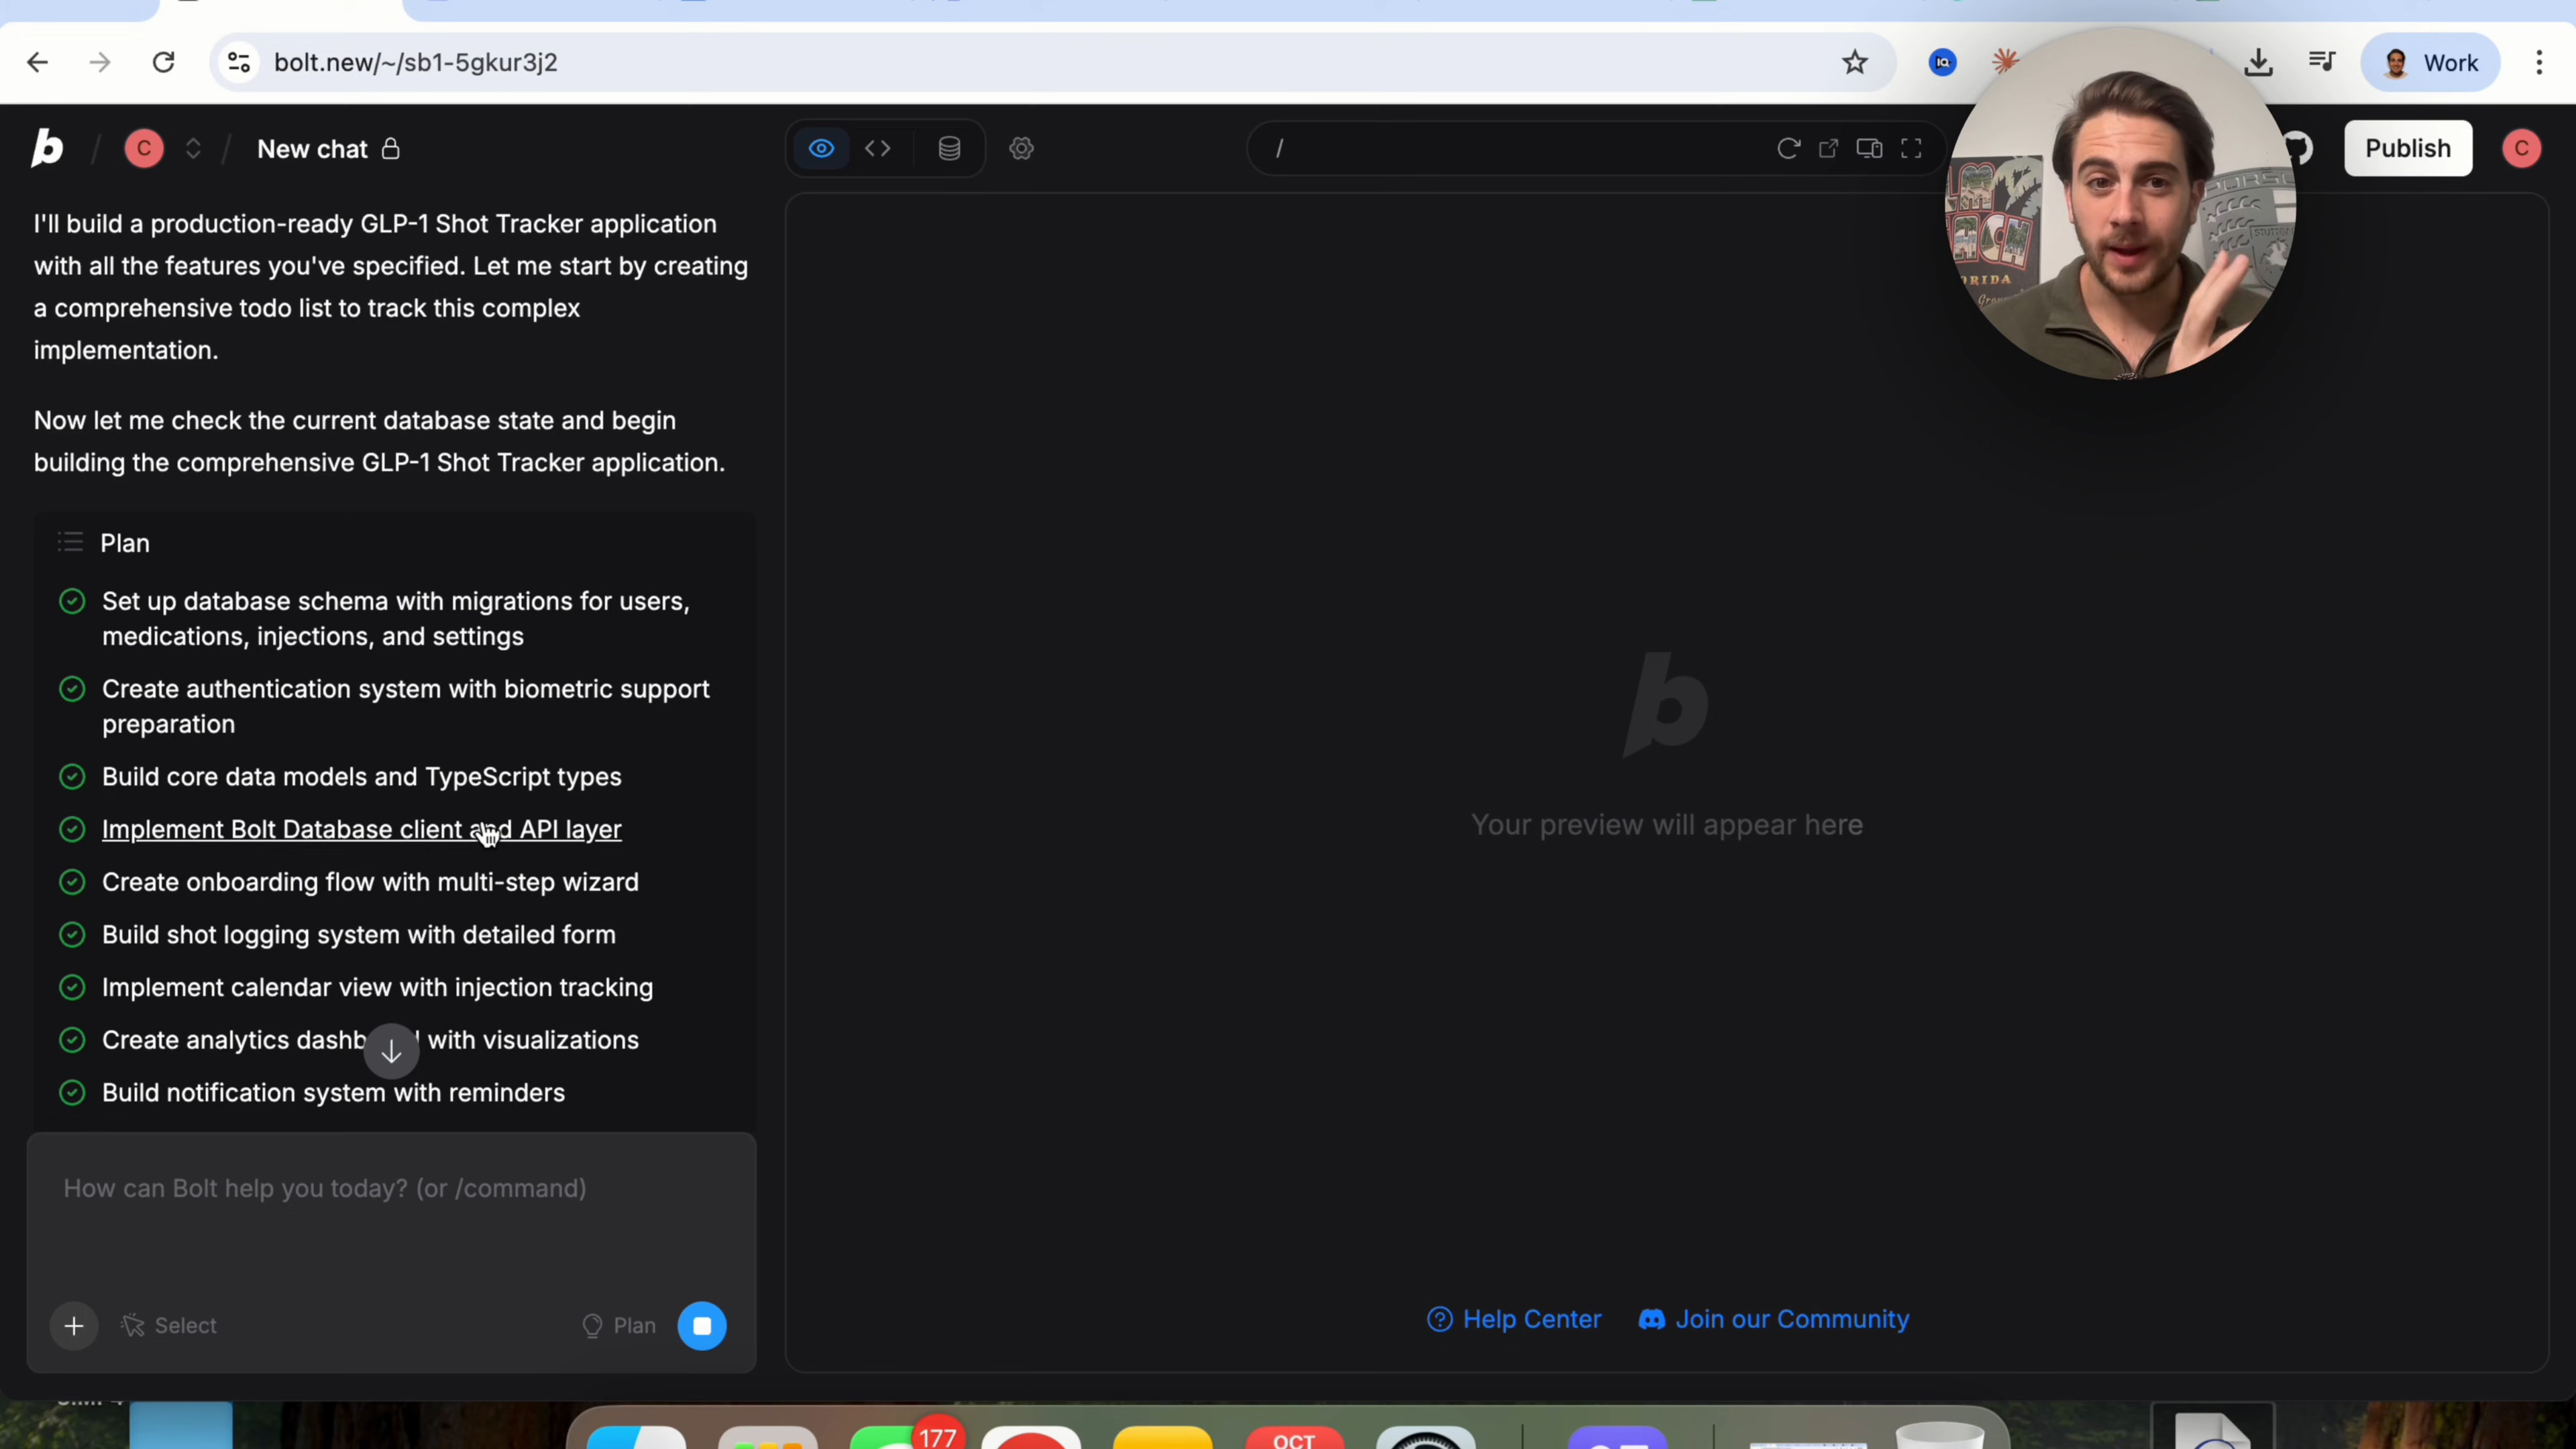 bolt.new/~/sb1-5gkur3j2
Work
C
New chat
/
Publish
C
I'll build a production-ready GLP-1 Shot Tracker application
with all the features you've specified. Let me start by creating
a comprehensive todo list to track this complex
implementation.
Now let me check the current database state and begin
building the comprehensive GLP-1 Shot Tracker application.
Plan
Set up database schema with migrations for users,
medications, injections, and settings
Create authentication system with biometric support
preparation
Build core data models and TypeScript types
Implement Bolt Database client and API layer
Create onboarding flow with multi-step wizard
Build shot logging system with detailed form
Implement calendar view with injection tracking
Create analytics with visualizations
Build notification system with reminders
How can Bolt help you today? (or /command)
Select
Plan
Your preview will appear here
Help Center
Join our Community
177
OCT